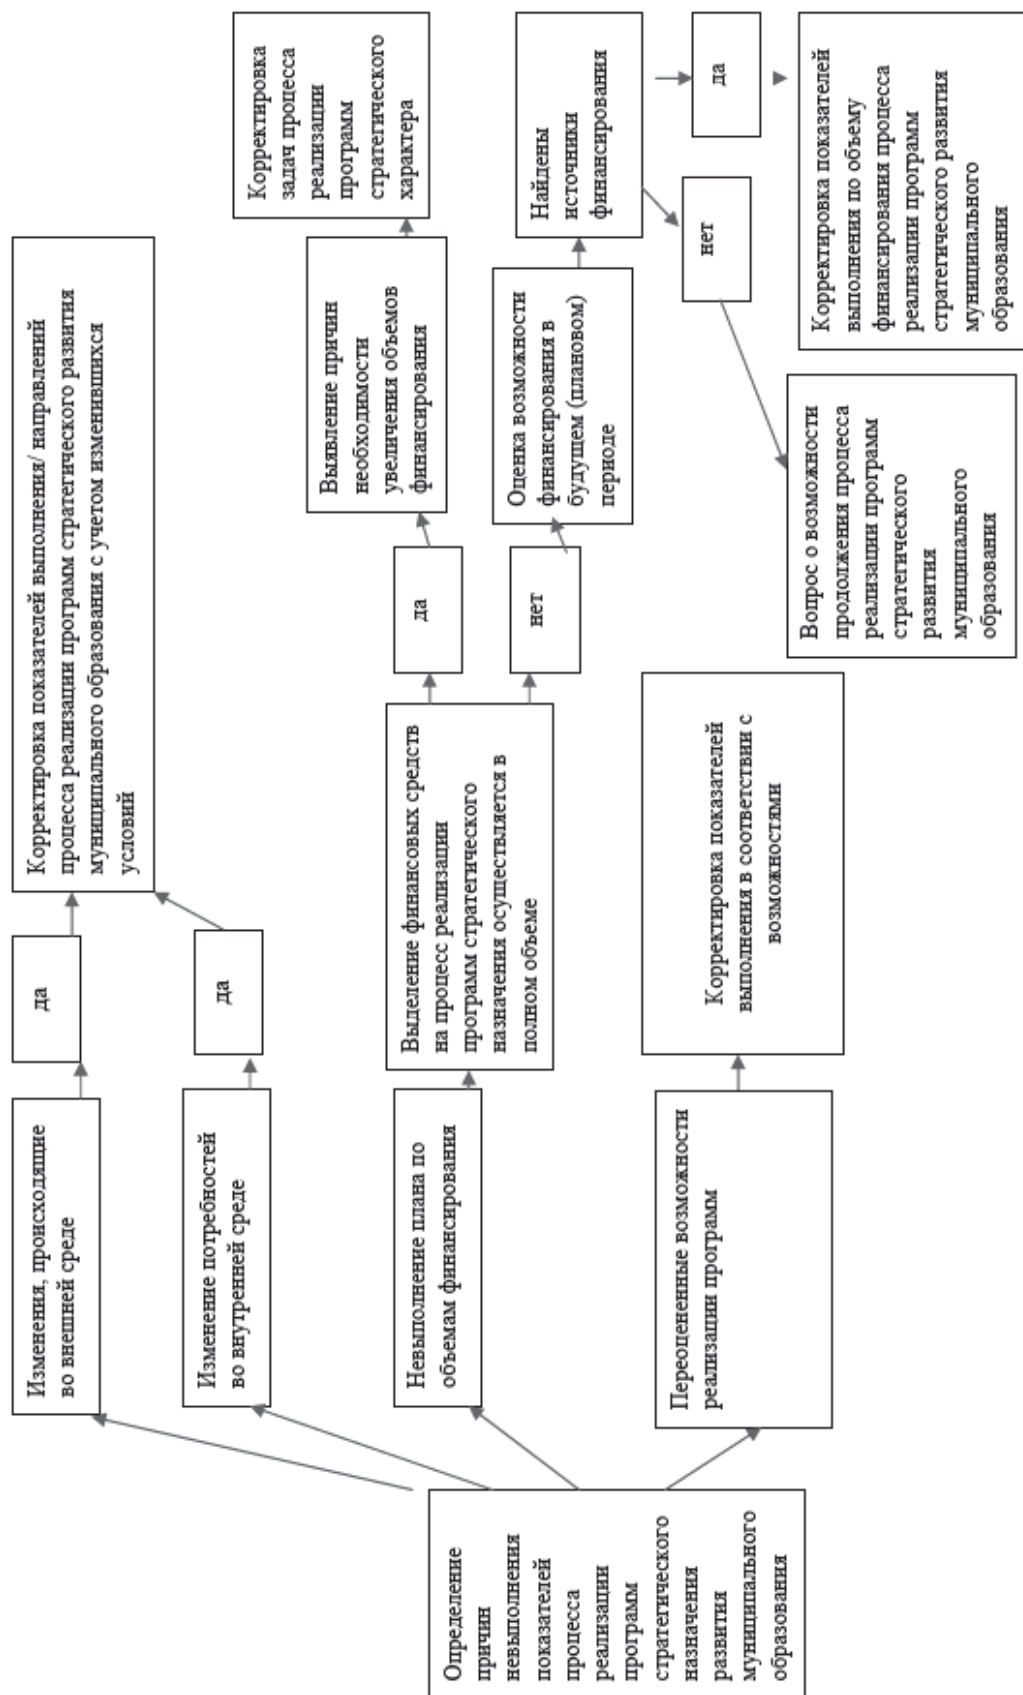 Определение
причин
невыполнения
показателей
процесса
реализации
программ
стратегического
назначения
развития
муниципального
образования
Изменения, происходящие
во внешней среде
да
Изменение потребностей
во внутренней среде
да
Корректировка показателей выполнения/ направлений
процесса реализации программ стратегического развития
муниципального образования с учетом изменившихся
условий
Невыполнение плана по
объемам финансирования
Выделение финансовых средств
на процесс реализации
программ стратегического
назначения осуществляется в
полном объеме
да
Выявление причин
необходимости
увеличения объемов
финансирования
Корректировка
задач процесса
реализации
программ
стратегического
характера
нет
Оценка возможности
финансирования в
будущем (плановом)
периоде
Найдены
источники
финансирования
да
Корректировка показателей
выполнения по объему
финансирования процесса
реализации программ
стратегического развития
муниципального
образования
нет
Вопрос о возможности
продолжения процесса
реализации программ
стратегического
развития
муниципального
образования
Переоцененные возможности
реализации программ
Корректировка показателей
выполнения в соответствии с
возможностями